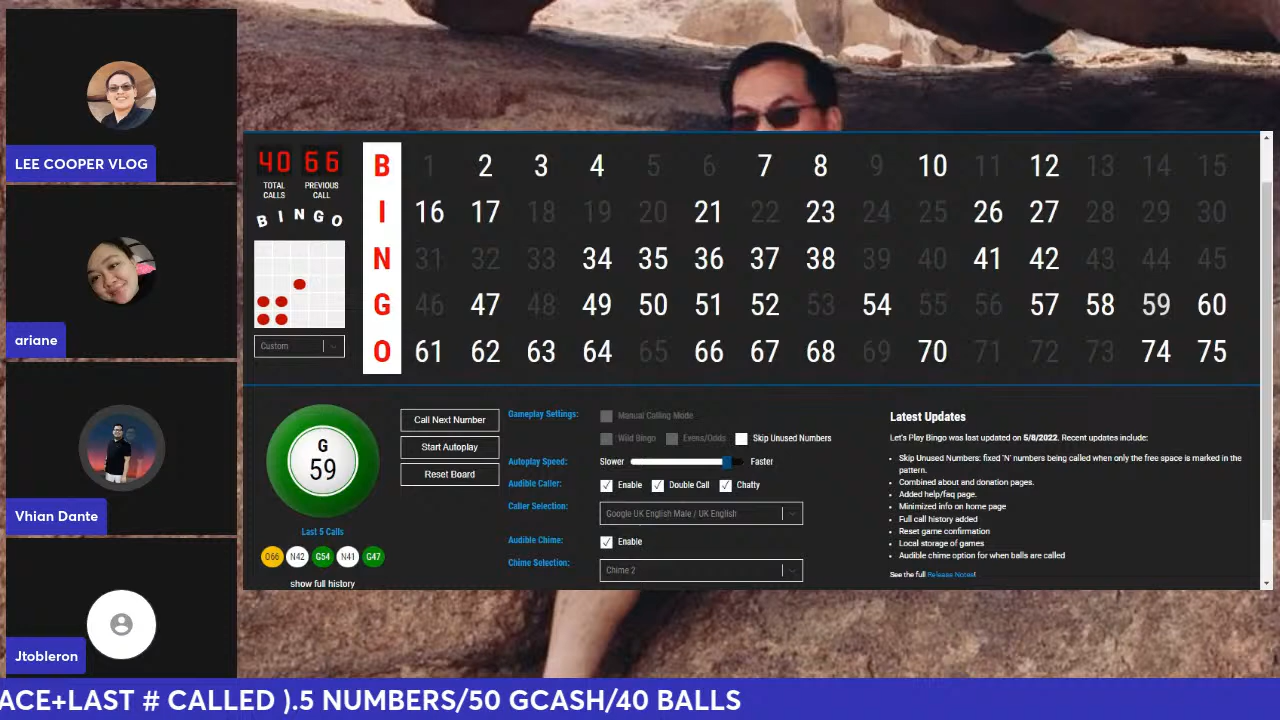 LEE COOPER VLOG
ariane
Vhian Dante
Jtobleron
40 66
TOTAL CALLS
PREVIOUS CALL
B I N G O
Custom
B 1 2 3 4 5 6 7 8 9 10 11 12 13 14 15
I 16 17 18 19 20 21 22 23 24 25 26 27 28 29 30
N 31 32 33 34 35 36 37 38 39 40 41 42 43 44 45
G 46 47 48 49 50 51 52 53 54 55 56 57 58 59 60
O 61 62 63 64 65 66 67 68 69 70 71 72 73 74 75
G
59
Last 5 Calls
O66 N42 G54 N41 G47
show full history
Call Next Number
Start Autoplay
Reset Board
Gameplay Settings:
Manual Calling Mode
Wild Bingo Evens/Odds Skip Unused Numbers
Autoplay Speed: Slower Faster
Audible Caller: Enable Double Call Chatty
Caller Selection: Google UK English Male / UK English
Audible Chime: Enable
Chime Selection: Chime 2
Latest Updates
Let's Play Bingo was last updated on 5/8/2022. Recent updates include:
Skip Unused Numbers: fixed 'N' numbers being called when only the free space is marked in the
pattern.
Combined about and donation pages.
Added help/faq page.
Minimized info on home page
Full call history added
Reset game confirmation
Local storage of games
Audible chime option for when balls are called
See the full Release Notes!
ACE+LAST # CALLED ).5 NUMBERS/50 GCASH/40 BALLS